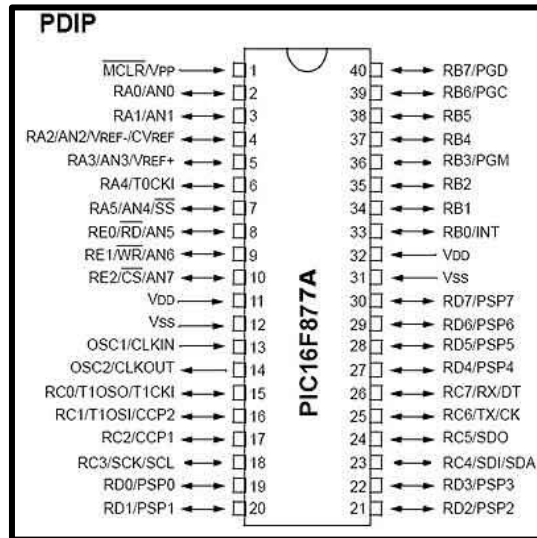 PDIP
MCLR/VPP 1 40 RB7/PGD
RA0/AN0 2 39 RB6/PGC
RA1/AN1 3 38 RB5
RA2/AN2/VREF-/CVREF 4 37 RB4
RA3/AN3/VREF+ 5 36 RB3/PGM
RA4/T0CKI 6 35 RB2
RA5/AN4/SS 7 34 RB1
RE0/RD/AN5 8 33 RB0/INT
RE1/WR/AN6 9 32 VDD
RE2/CS/AN7 10 31 VSS
VDD 11 30 RD7/PSP7
VSS 12 29 RD6/PSP6
OSC1/CLKIN 13 28 RD5/PSP5
OSC2/CLKOUT 14 27 RD4/PSP4
RC0/T1OSO/T1CKI 15 26 RC7/RX/DT
RC1/T1OSI/CCP2 16 25 RC6/TX/CK
RC2/CCP1 17 24 RC5/SDO
RC3/SCK/SCL 18 23 RC4/SDI/SDA
RD0/PSP0 19 22 RD3/PSP3
RD1/PSP1 20 21 RD2/PSP2
PIC16F877A